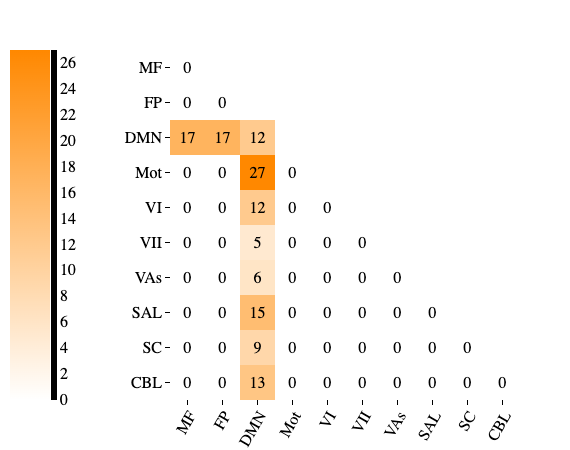 26
24
22
20
18
16
14
12
10
8
6
4
2
0
MF 0
FP 0 0
DMN 17 17 12
Mot 0 0 27 0
VI 0 0 12 0 0
VII 0 0 5 0 0 0
VAs 0 0 6 0 0 0 0
SAL 0 0 15 0 0 0 0 0
SC 0 0 9 0 0 0 0 0 0
CBL 0 0 13 0 0 0 0 0 0 0
MF FP DMN Mot VI VII VAs SAL SC CBL